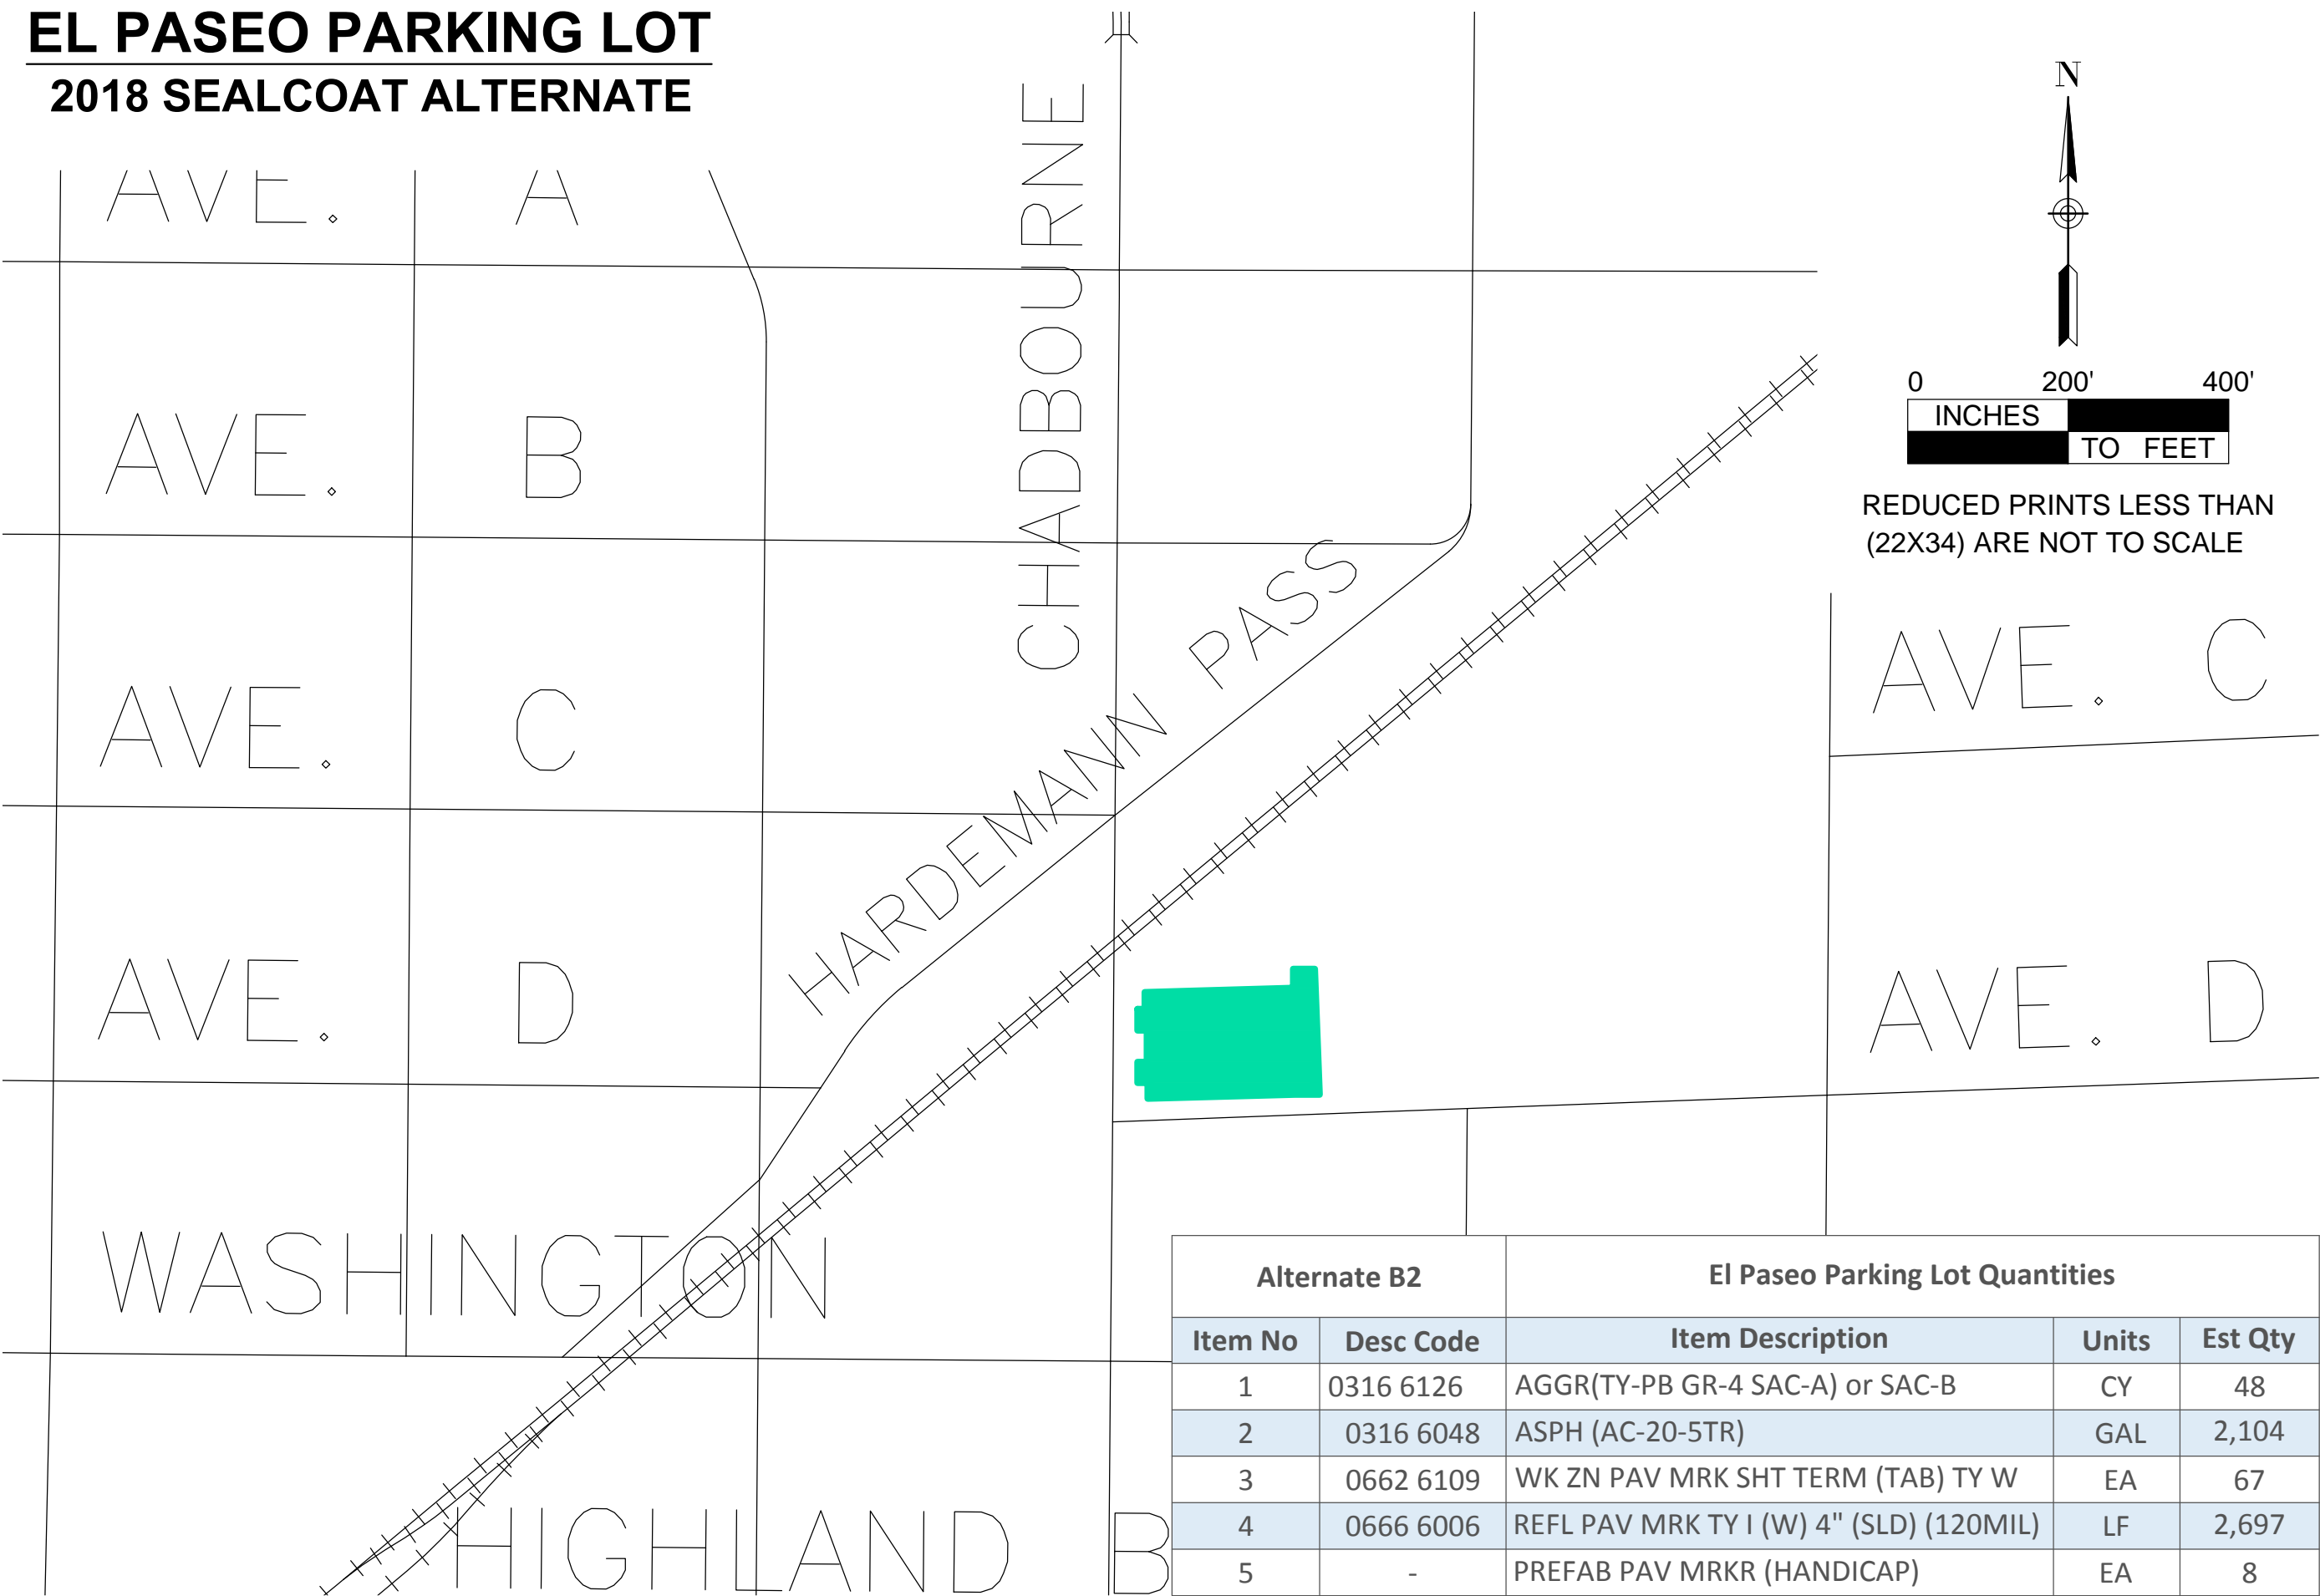 EL PASEO PARKING LOT
2018 SEALCOAT ALTERNATE
N
0 200' 400'
INCHES
TO FEET
REDUCED PRINTS LESS THAN
(22X34) ARE NOT TO SCALE
AVE. A
CHADBOURNE
AVE. B
HARDEMANN PASS
AVE. C
AVE. C
AVE. D
AVE. D
WASHINGTON
HIGHLAND B
Alternate B2 El Paseo Parking Lot Quantities
Item No Desc Code Item Description Units Est Qty
1 0316 6126 AGGR(TY-PB GR-4 SAC-A) or SAC-B CY 48
2 0316 6048 ASPH (AC-20-5TR) GAL 2,104
3 0662 6109 WK ZN PAV MRK SHT TERM (TAB) TY W EA 67
4 0666 6006 REFL PAV MRK TY I (W) 4" (SLD) (120MIL) LF 2,697
5 - PREFAB PAV MRKR (HANDICAP) EA 8